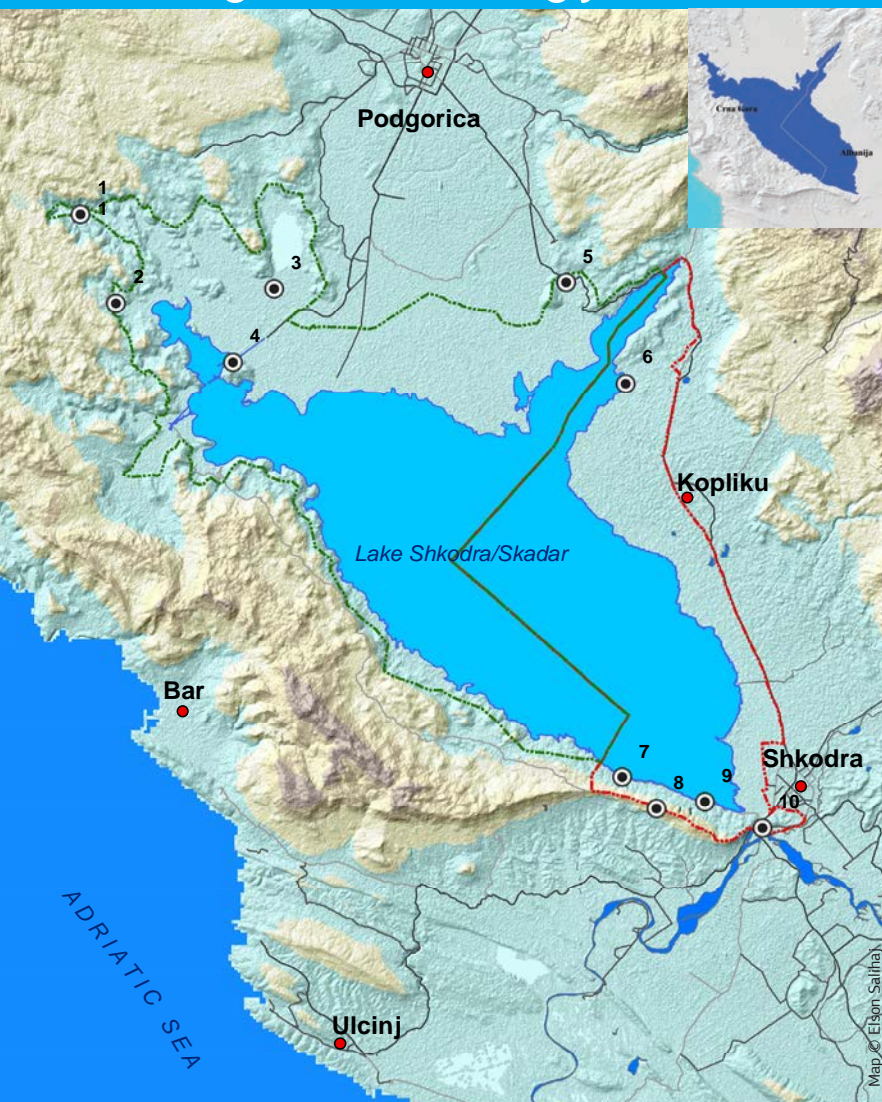 Podgorica
Crna Gora
Albanija
1
1
2
3
4
5
6
Kopliku
Lake Shkodra/Skadar
Bar
7
8
9
Shkodra
10
ADRIATIC SEA
Ulcinj
Map © Elson Salihaj